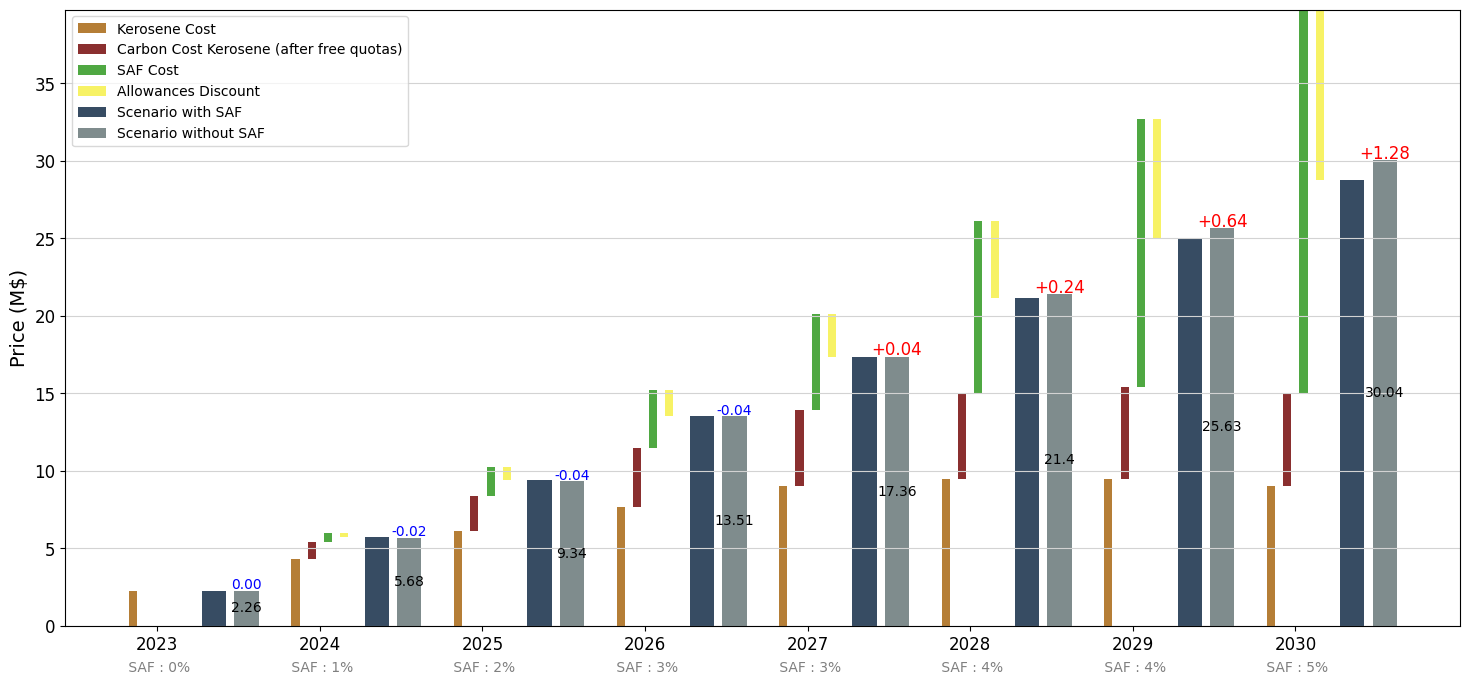 Kerosene Cost
Carbon Cost Kerosene (after free quotas)
SAF Cost
Allowances Discount
Scenario with SAF
Scenario without SAF
Price (M$)
35
30
25
20
15
10
5
0
0.00
2.26
-0.02
5.68
-0.04
9.34
-0.04
13.51
+0.04
17.36
+0.24
21.4
+0.64
25.63
+1.28
30.04
2023 2024 2025 2026 2027 2028 2029 2030
SAF : 0% SAF : 1% SAF : 2% SAF : 3% SAF : 3% SAF : 4% SAF : 4% SAF : 5%